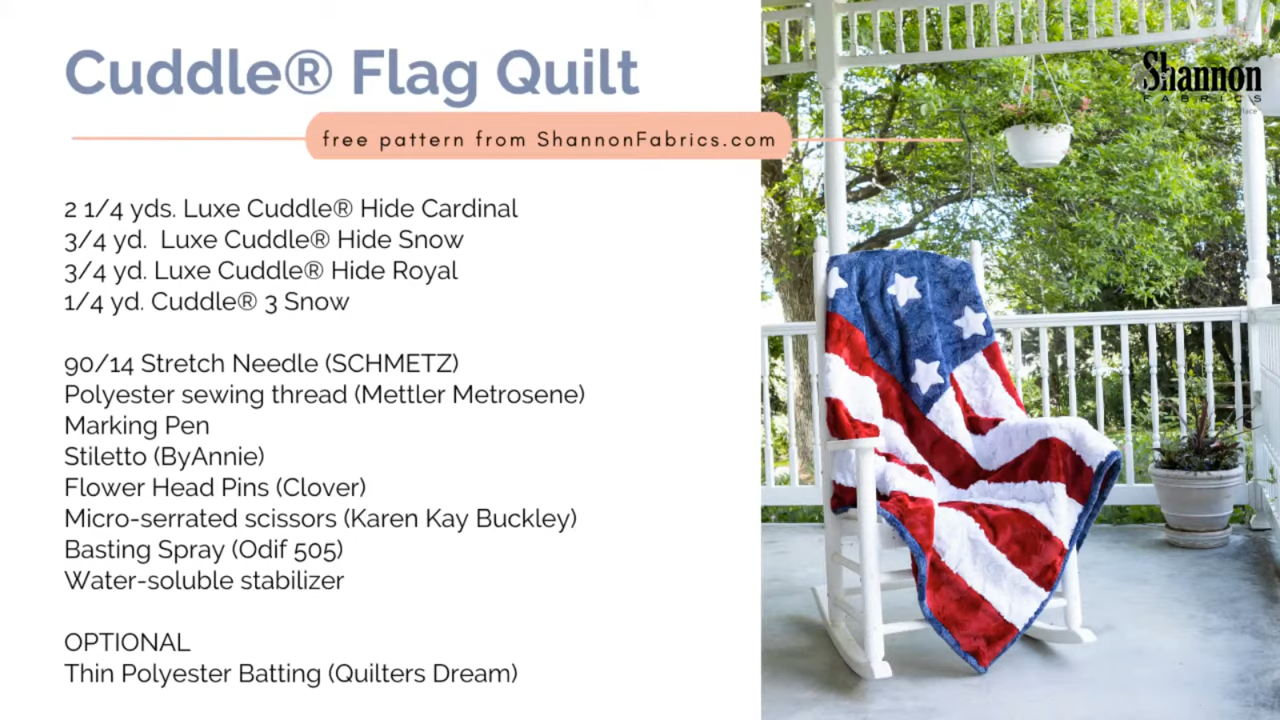 Cuddle® Flag Quilt
free pattern from ShannonFabrics.com
2 1/4 yds. Luxe Cuddle® Hide Cardinal
3/4 yd.  Luxe Cuddle® Hide Snow
3/4 yd. Luxe Cuddle® Hide Royal
1/4 yd. Cuddle® 3 Snow
90/14 Stretch Needle (SCHMETZ)
Polyester sewing thread (Mettler Metrosene)
Marking Pen
Stiletto (ByAnnie)
Flower Head Pins (Clover)
Micro-serrated scissors (Karen Kay Buckley)
Basting Spray (Odif 505)
Water-soluble stabilizer
OPTIONAL
Thin Polyester Batting (Quilters Dream)
Shannon
FABRICS